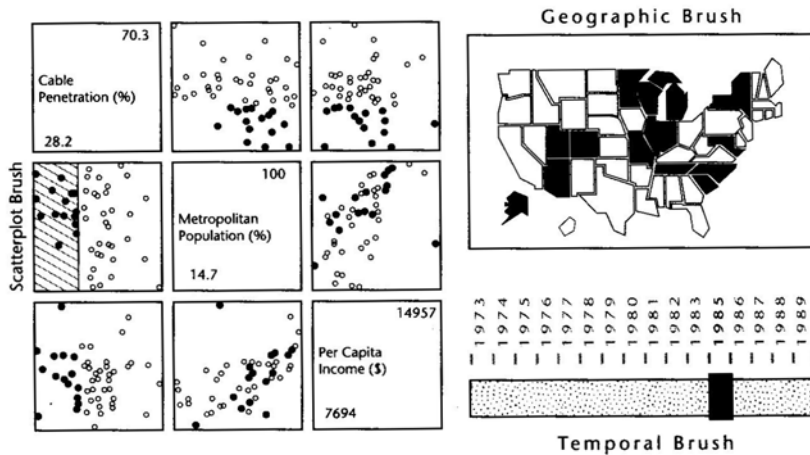 Geographic Brush
70.3
Cable
Penetration (%)
28.2
Scatterplot Brush
100
Metropolitan
Population (%)
14.7
14957
Per Capita
Income ($)
7694
1973
1974
1975
1976
1977
1978
1979
1980
1981
1982
1983
1984
1985
1986
1987
1988
1989
Temporal Brush